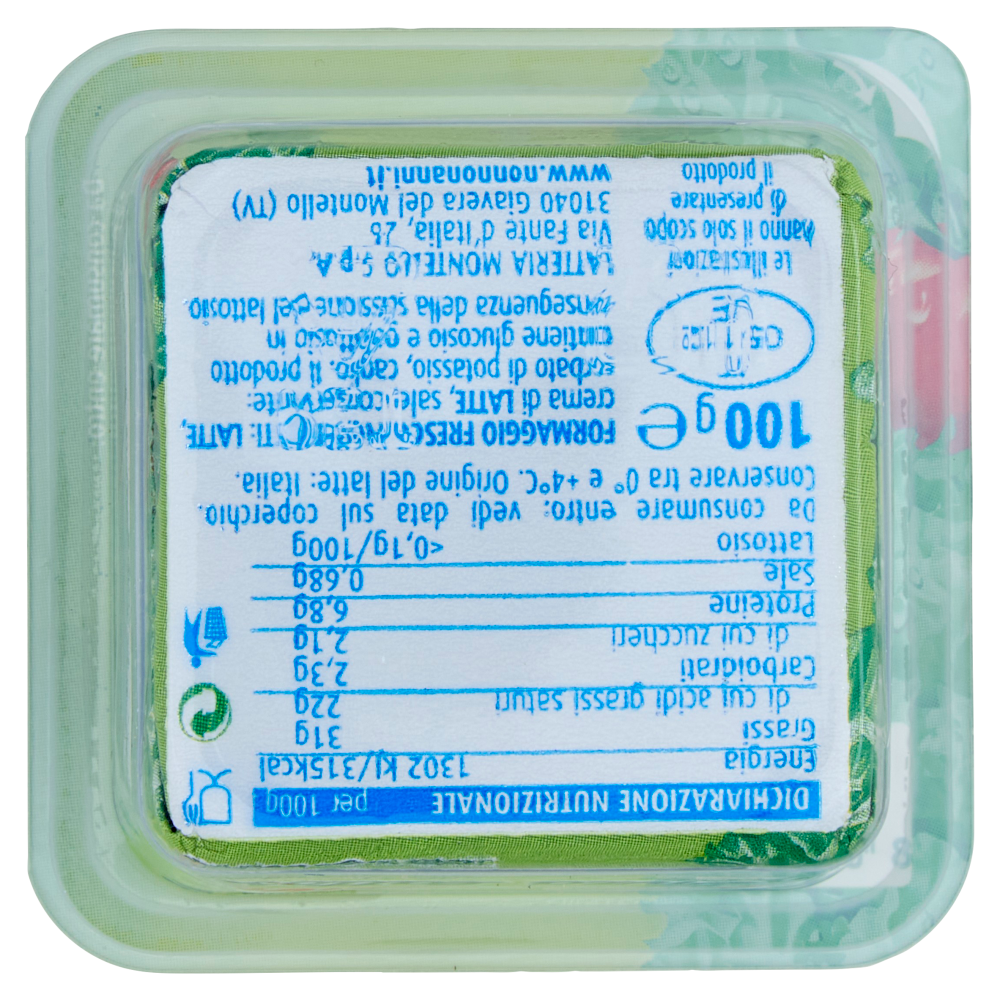 DICHIARAZIONE NUTRIZIONALE per 100g
Energia 1302 kJ/315kcal
Grassi 31g
di cui acidi grassi saturi 22g
Carboidrati 2,3g
di cui zuccheri 2,1g
Proteine 6,8g
Sale 0,68g
Lattosio <0,1g/100g
Da consumare entro: vedi data sul coperchio.
Conservare tra 0° e +4°C. Origine del latte: Italia.
100g e
FORMAGGIO FRESCO : LATTE,
crema di LATTE, sale, conservante:
sorbato di potassio, caglio. Il prodotto
contiene glucosio e galattosio in
conseguenza della scissione del lattosio.
IT
CE
Le illustrazioni
hanno il solo scopo
di presentare
il prodotto
LATTERIA MONTELLO S.p.A.
Via Fante d'Italia, 26
31040 Giavera del Montello (TV)
www.nonnonanni.it